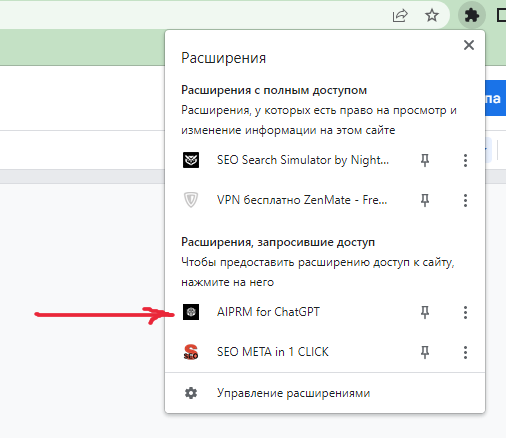 Расширения
Расширения с полным доступом
Расширения, у которых есть право на просмотр и
изменение информации на этом сайте
SEO Search Simulator by Night...
VPN бесплатно ZenMate - Fre...
Расширения, запросившие доступ
Чтобы предоставить расширению доступ к сайту,
нажмите на него
AIPRM for ChatGPT
SEO
SEO META in 1 CLICK
Управление расширениями